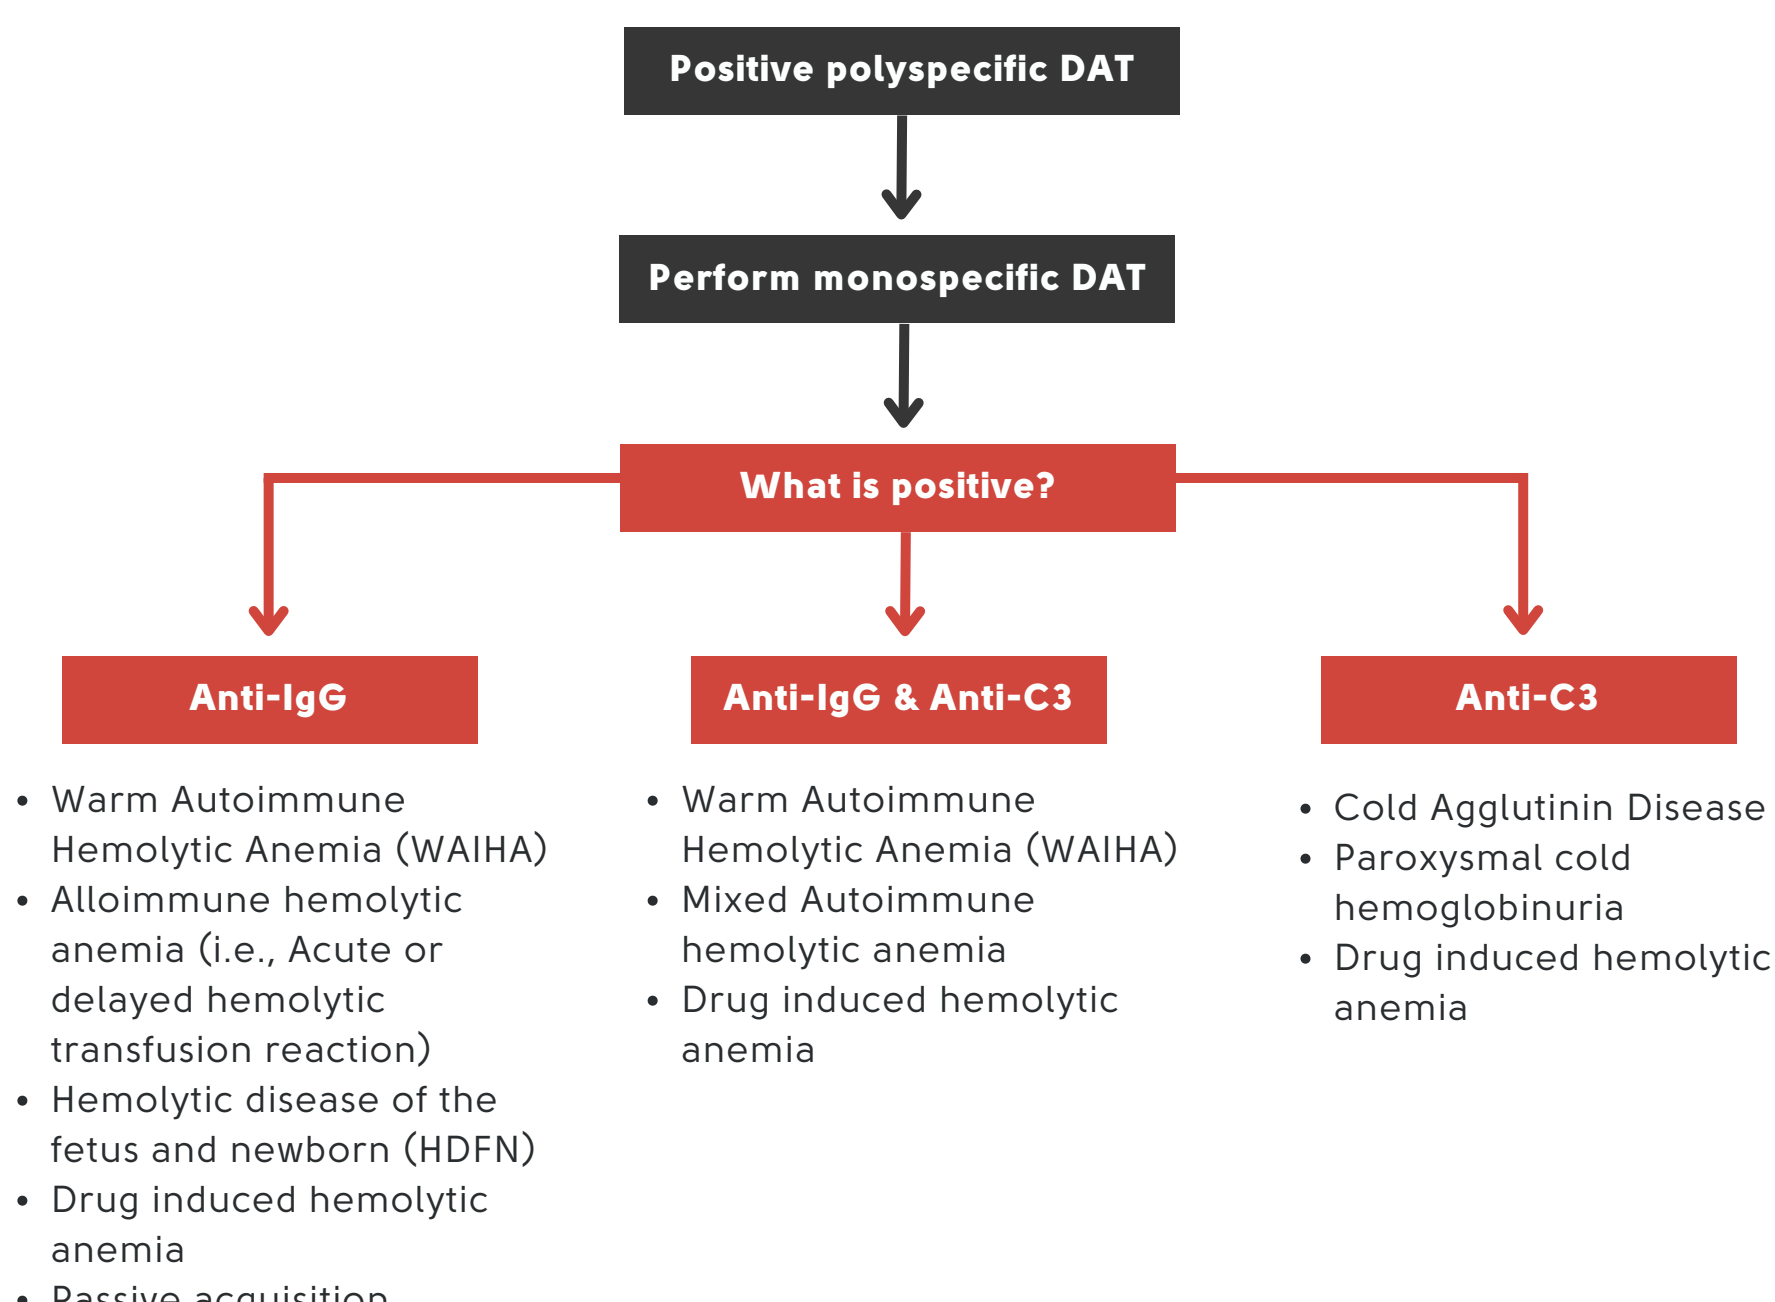 Positive polyspecific DAT
Perform monospecific DAT
What is positive?
Anti-IgG
• Warm Autoimmune
Hemolytic Anemia (WAIHA)
• Alloimmune hemolytic
anemia (i.e., Acute or
delayed hemolytic
transfusion reaction)
• Hemolytic disease of the
fetus and newborn (HDFN)
• Drug induced hemolytic
anemia
• Passive acquisition
Anti-IgG & Anti-C3
• Warm Autoimmune
Hemolytic Anemia (WAIHA)
• Mixed Autoimmune
hemolytic anemia
• Drug induced hemolytic
anemia
Anti-C3
• Cold Agglutinin Disease
• Paroxysmal cold
hemoglobinuria
• Drug induced hemolytic
anemia